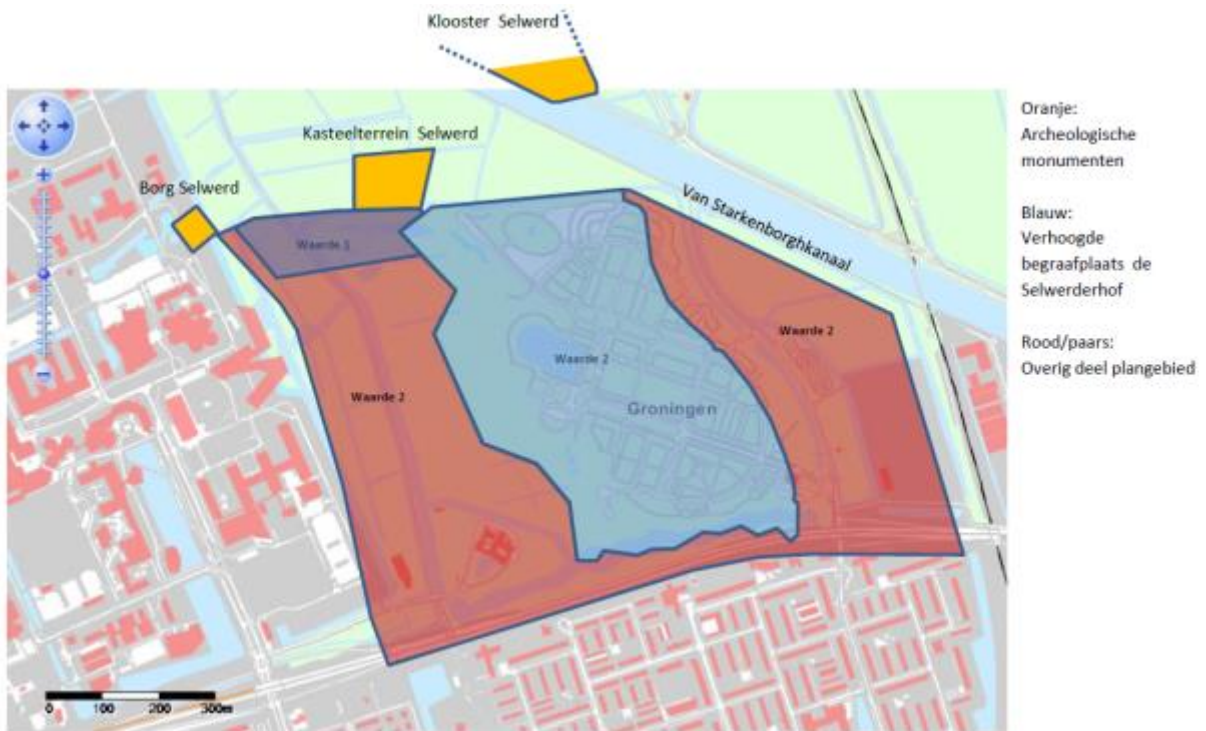 Klooster Selwerd
Kasteelterrein Selwerd
Borg Selwerd
Van Starkenborghkanaal
Waarde 1
Waarde 2
Waarde 2
Waarde 2
Groningen
0 100 200 300m
Oranje:
Archeologische
monumenten
Blauw:
Verhoogde
begraafplaats de
Selwerderhof
Rood/paars:
Overig deel plangebied